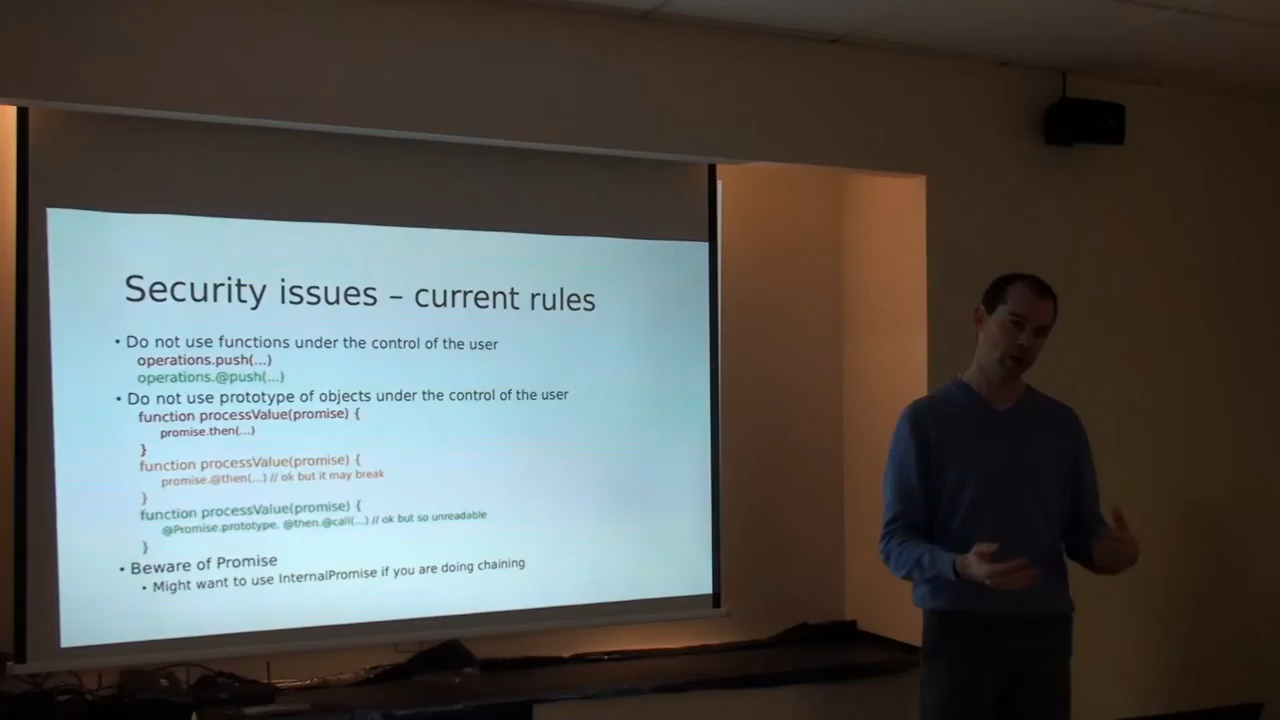 Security issues – current rules
• Do not use functions under the control of the user
operations.push(...)
operations.@push(...)
• Do not use prototype of objects under the control of the user
function processValue(promise) {
promise.then(...)
}
function processValue(promise) {
promise.@then(...) // ok but it may break
}
function processValue(promise) {
@Promise.prototype. @then.@call(...) // ok but so unreadable
}
• Beware of Promise
• Might want to use InternalPromise if you are doing chaining